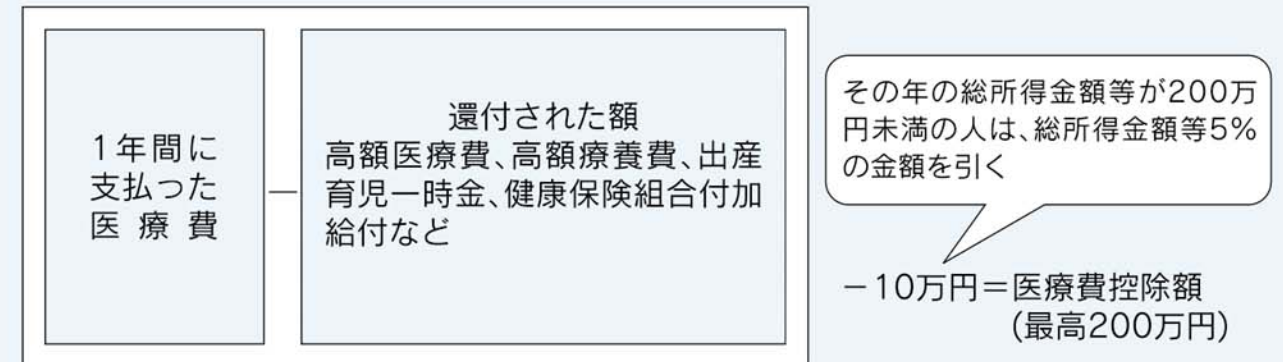 1年間に
支払つた
医療費
－
還付された額
高額医療費、高額療養費、出産
育児一時金、健康保険組合付加
給付など
その年の総所得金額等が200万
円未満の人は、総所得金額等5%
の金額を引く
－10万円＝医療費控除額
(最高200万円)